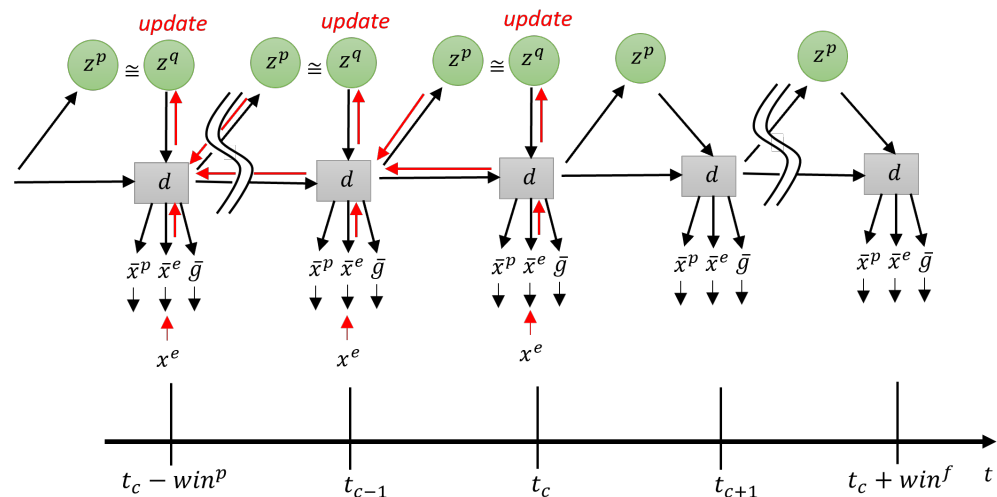 update update update
z^p ≅ z^q z^p ≅ z^q z^p ≅ z^q z^p z^p
d d d d d
x̄^p x̄^e ḡ x̄^p x̄^e ḡ x̄^p x̄^e ḡ x̄^p x̄^e ḡ x̄^p x̄^e ḡ
x^e x^e x^e
t_c − win^p t_{c-1} t_c t_{c+1} t_c + win^f t